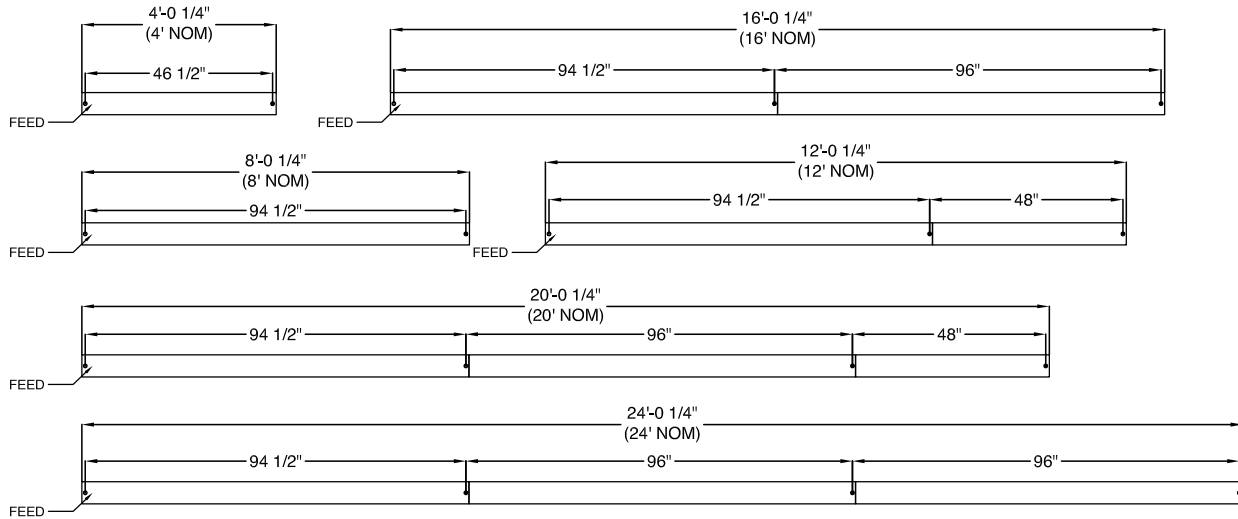 4'-0 1/4"
(4' NOM)
46 1/2"
FEED
16'-0 1/4"
(16' NOM)
94 1/2"
96"
FEED
8'-0 1/4"
(8' NOM)
94 1/2"
FEED
12'-0 1/4"
(12' NOM)
94 1/2"
48"
FEED
20'-0 1/4"
(20' NOM)
94 1/2"
96"
48"
FEED
24'-0 1/4"
(24' NOM)
94 1/2"
96"
96"
FEED